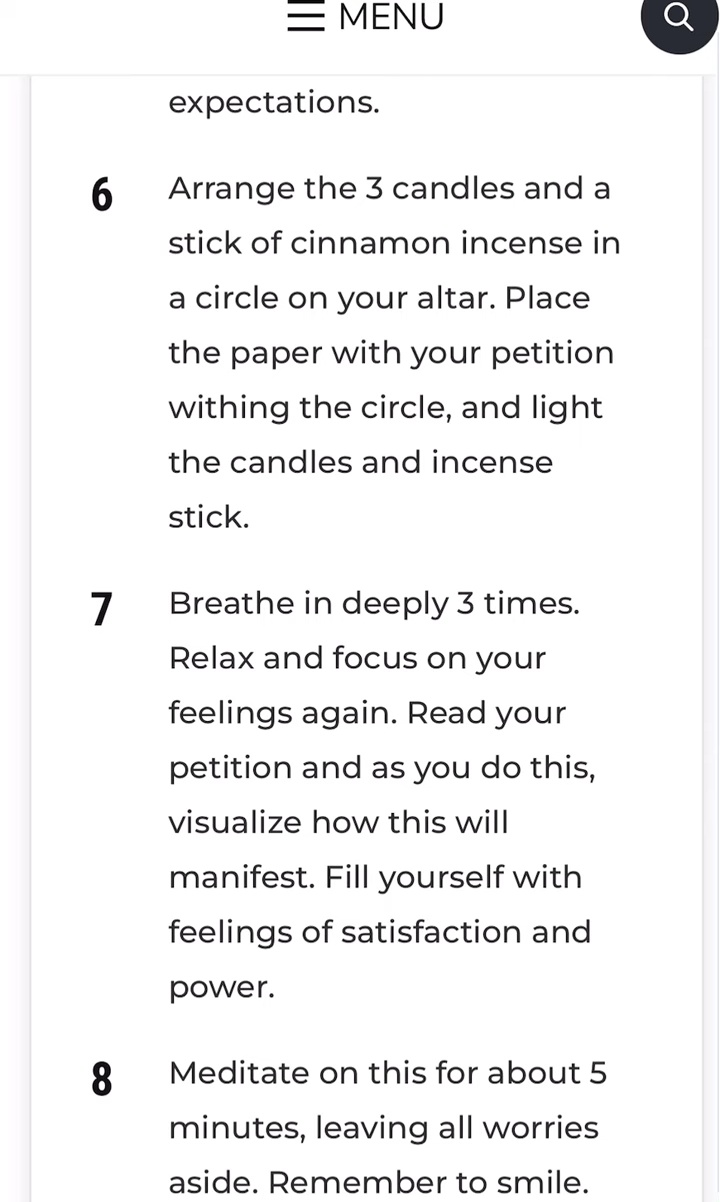 MENU
expectations.
6 Arrange the 3 candles and a
stick of cinnamon incense in
a circle on your altar. Place
the paper with your petition
withing the circle, and light
the candles and incense
stick.
7 Breathe in deeply 3 times.
Relax and focus on your
feelings again. Read your
petition and as you do this,
visualize how this will
manifest. Fill yourself with
feelings of satisfaction and
power.
8 Meditate on this for about 5
minutes, leaving all worries
aside. Remember to smile.